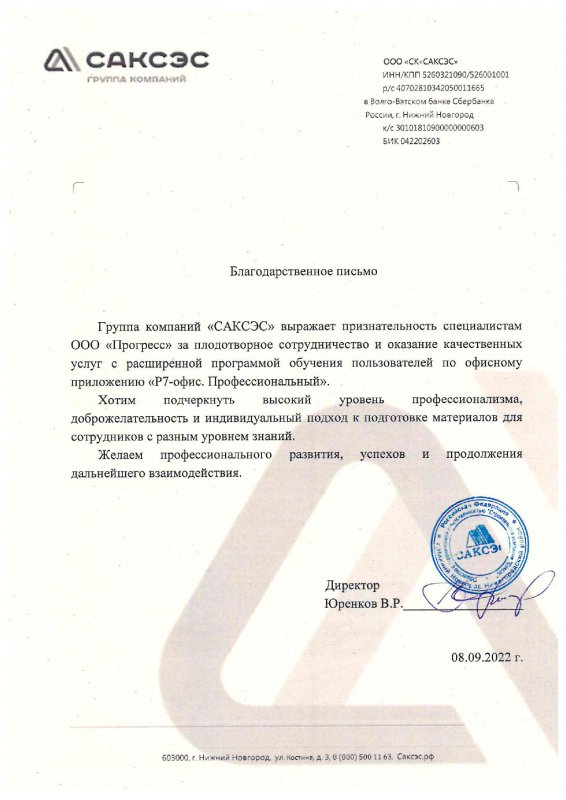 САКСЭС
ГРУППА КОМПАНИЙ
ООО «СК«САКСЭС»
ИНН/КПП 5260321090/526001001
р/с 40702810342050011665
в Волго-Вятском банке Сбербанка
России, г. Нижний Новгород
к/с 30101810900000000603
БИК 042202603
Благодарственное письмо
Группа компаний «САКСЭС» выражает признательность специалистам
ООО «Прогресс» за плодотворное сотрудничество и оказание качественных
услуг с расширенной программой обучения пользователей по офисному
приложению «Р7-офис. Профессиональный».
Хотим подчеркнуть высокий уровень профессионализма,
доброжелательность и индивидуальный подход к подготовке материалов для
сотрудников с разным уровнем знаний.
Желаем профессионального развития, успехов и продолжения
дальнейшего взаимодействия.
Российская Федерация
САКСЭС
Директор
Юренков В.Р.
08.09.2022 г.
603000, г. Нижний Новгород, ул. Костина, д. 3, 8 (800) 500 11 63, Саксэс.рф